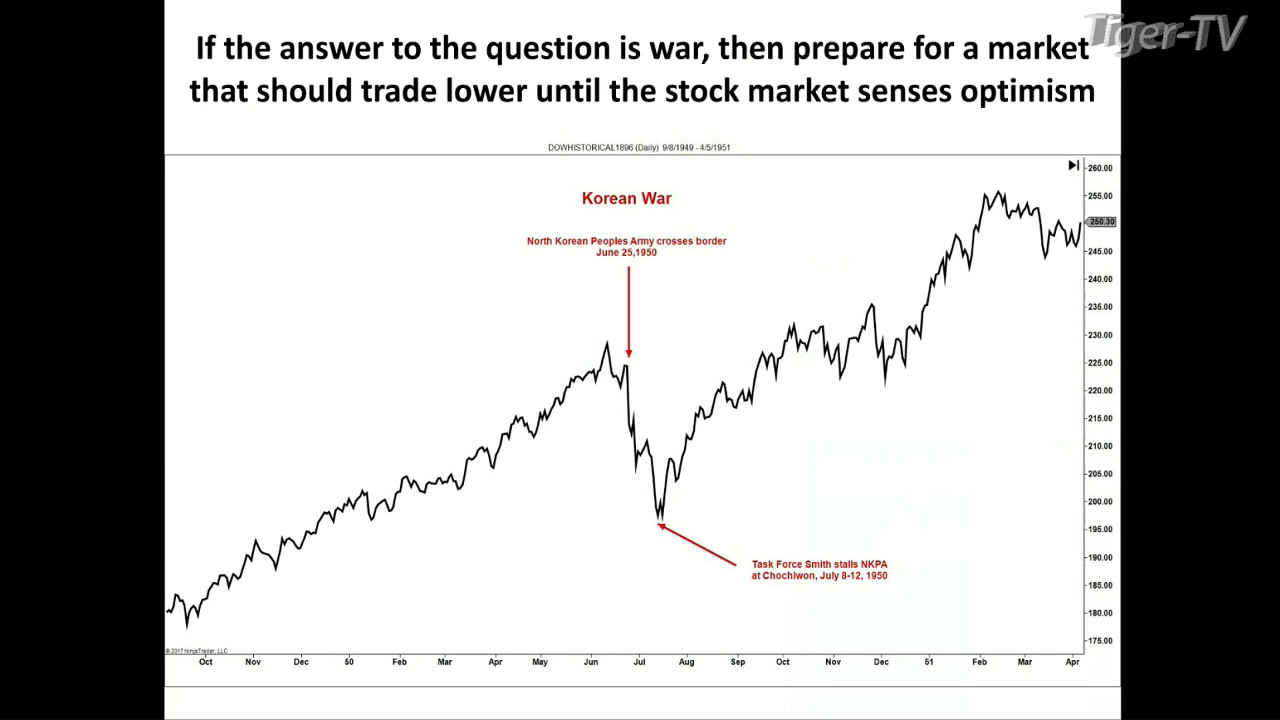 Tiger-TV
If the answer to the question is war, then prepare for a market
that should trade lower until the stock market senses optimism
DOWHISTORICAL1896 (Daily) 9/8/1949 - 4/5/1951
260.00
Korean War
255.00
250.30
North Korean Peoples Army crosses border
June 25,1950
245.00
240.00
235.00
230.00
225.00
220.00
215.00
210.00
205.00
200.00
195.00
190.00
Task Force Smith stalls NKPA
at Chochiwon, July 8-12, 1950
185.00
180.00
175.00
© 2017 NinjaTrader, LLC
Oct Nov Dec 50 Feb Mar Apr May Jun Jul Aug Sep Oct Nov Dec 51 Feb Mar Apr